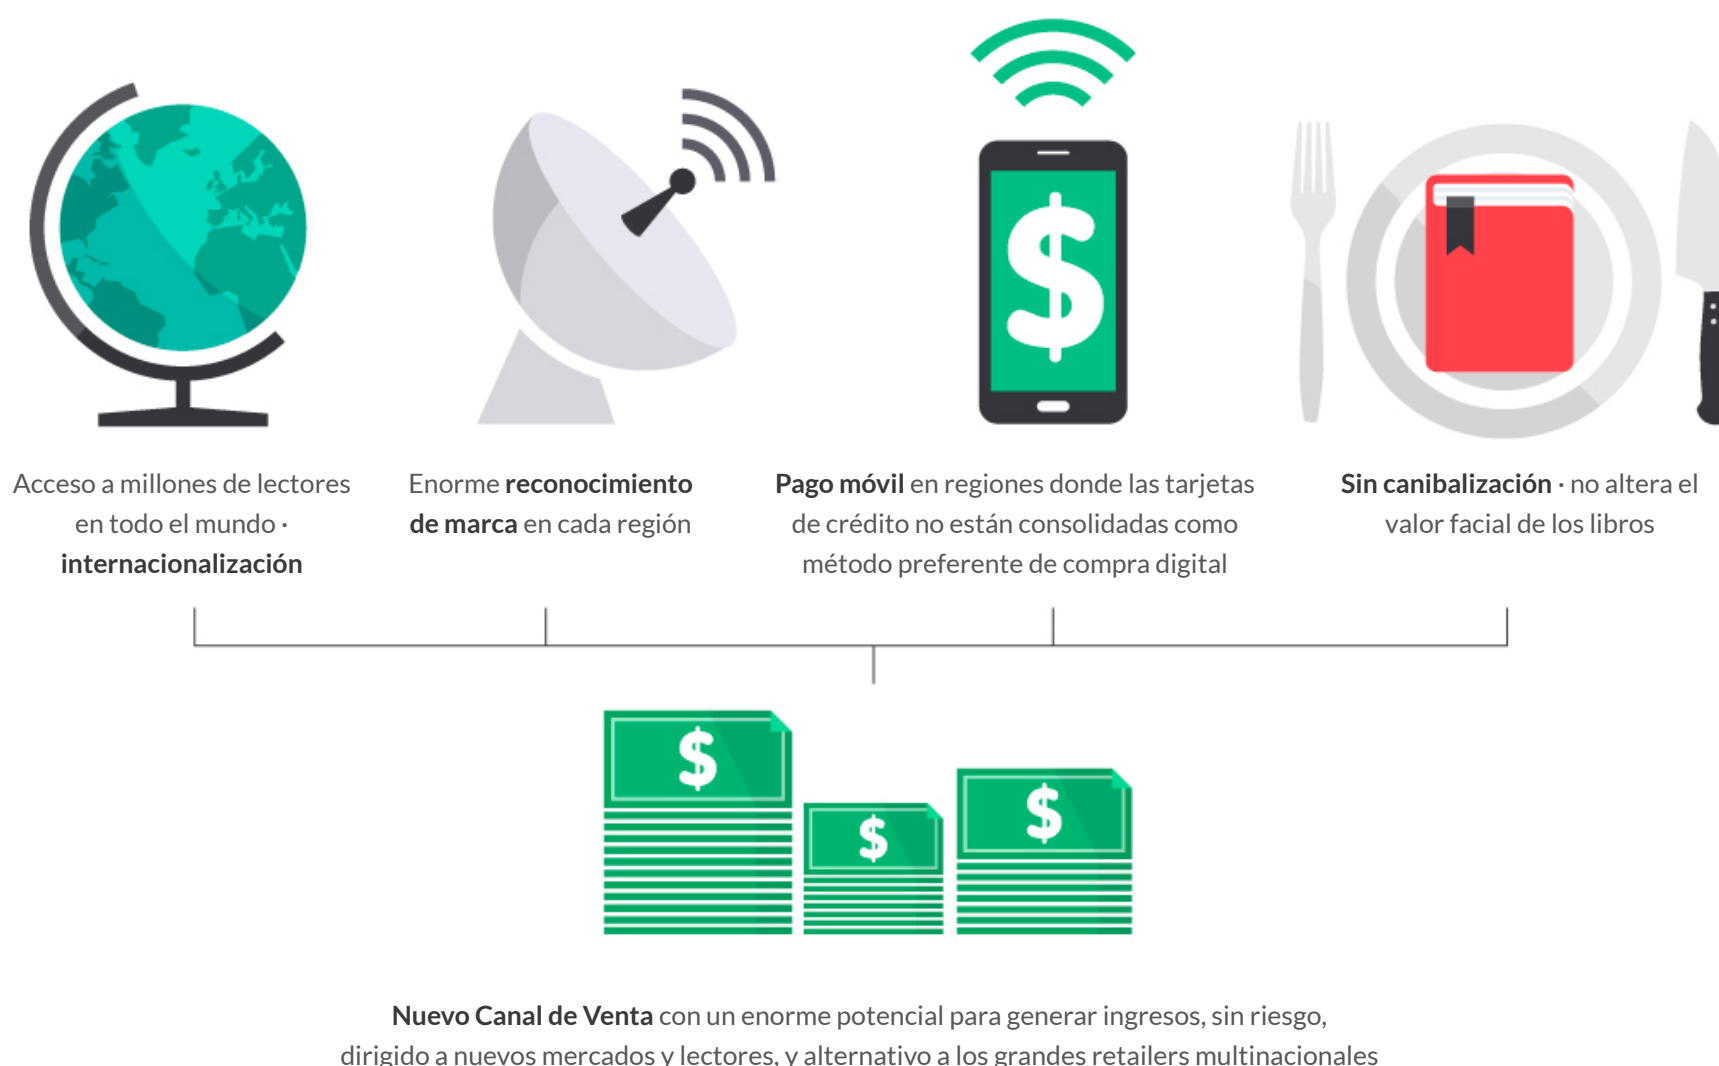 Acceso a millones de lectores
en todo el mundo ·
internacionalización
Enorme reconocimiento
de marca en cada región
Pago móvil en regiones donde las tarjetas
de crédito no están consolidadas como
método preferente de compra digital
Sin canibalización · no altera el
valor facial de los libros
$
$
$
$
Nuevo Canal de Venta con un enorme potencial para generar ingresos, sin riesgo,
dirigido a nuevos mercados y lectores, y alternativo a los grandes retailers multinacionales